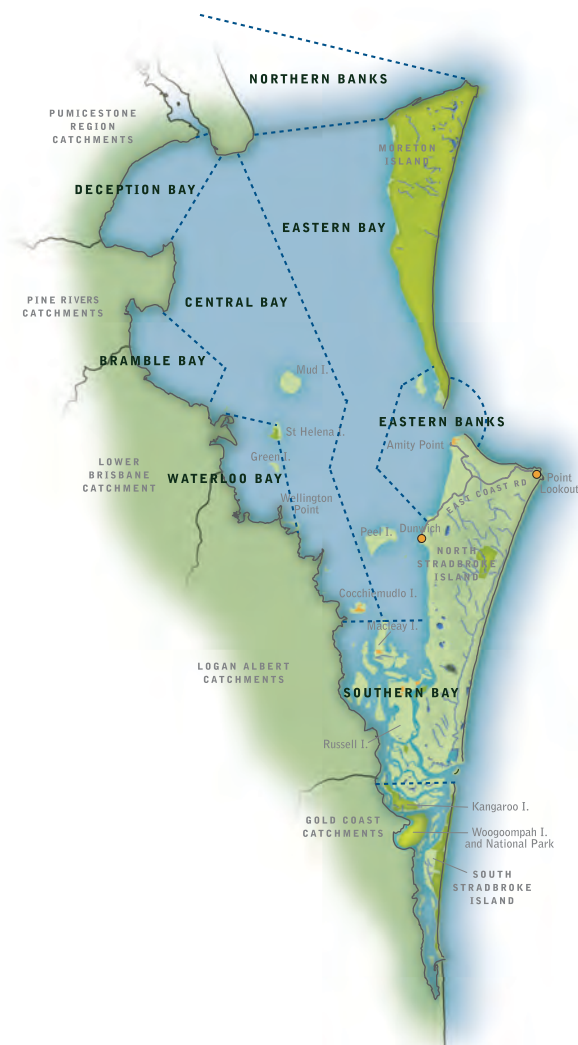 NORTHERN BANKS
PUMICESTONE
REGION
CATCHMENTS
MORETON
ISLAND
DECEPTION BAY
EASTERN BAY
CENTRAL BAY
PINE RIVERS
CATCHMENTS
BRAMBLE BAY
Mud I.
EASTERN BANKS
St Helena I.
Amity Point
Green I.
LOWER
BRISBANE
CATCHMENT
WATERLOO BAY
Point
Lookout
EAST COAST RD
Wellington
Point
Peel I.
Dunwich
NORTH
STRADBROKE
ISLAND
Cocchiemudlo I.
Macleay I.
LOGAN ALBERT
CATCHMENTS
SOUTHERN BAY
Russell I.
Kangaroo I.
GOLD COAST
CATCHMENTS
Woogoompah I.
and National Park
SOUTH
STRADBROKE
ISLAND